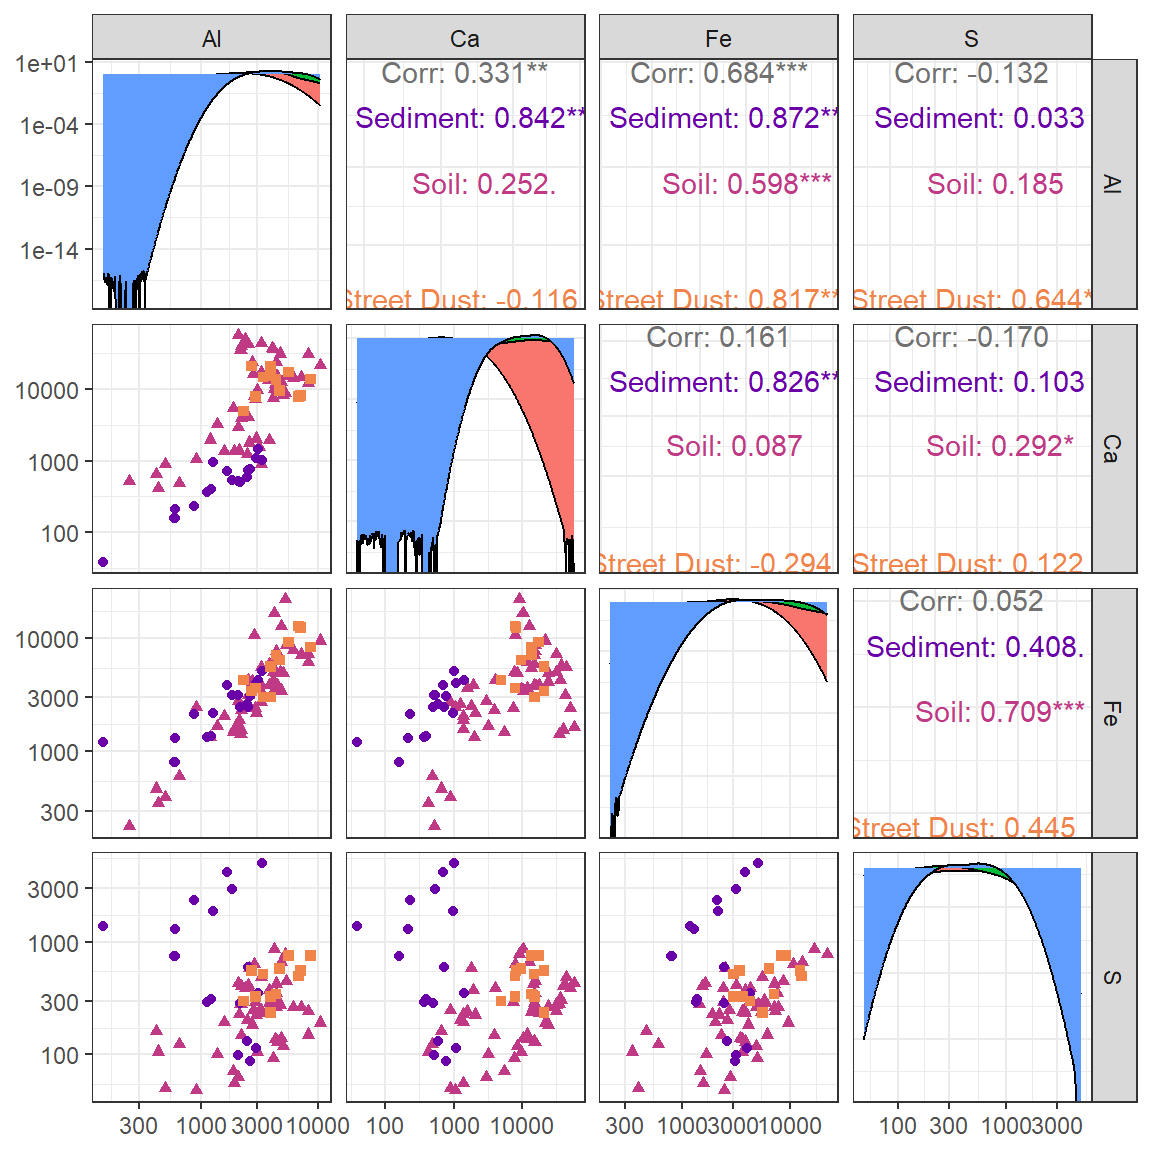 Al Ca Fe S
1e+01
1e-04
1e-09
1e-14
Corr: 0.331**
Sediment: 0.842**
Soil: 0.252.
Street Dust: -0.116
Corr: 0.684***
Sediment: 0.872**
Soil: 0.598***
Street Dust: 0.817**
Corr: -0.132
Sediment: 0.033
Soil: 0.185
Street Dust: 0.644*
Al
10000
1000
100
Corr: 0.161
Sediment: 0.826**
Soil: 0.087
Street Dust: -0.294
Corr: -0.170
Sediment: 0.103
Soil: 0.292*
Street Dust: 0.122
Ca
10000
3000
1000
300
Corr: 0.052
Sediment: 0.408.
Soil: 0.709***
Street Dust: 0.445
Fe
3000
1000
300
100
S
300 1000 3000 10000
100 1000 10000
300 1000 3000 10000
100 300 1000 3000